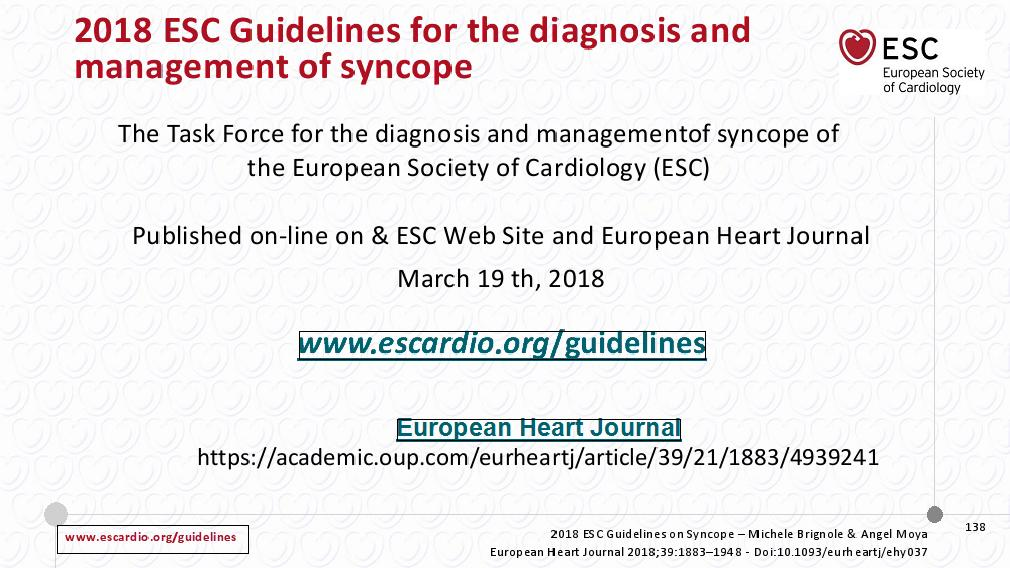 2018 ESC Guidelines for the diagnosis and
management of syncope
ESC
European Society
of Cardiology
The Task Force for the diagnosis and managementof syncope of
the European Society of Cardiology (ESC)
Published on-line on & ESC Web Site and European Heart Journal
March 19 th, 2018
www.escardio.org/guidelines
European Heart Journal
https://academic.oup.com/eurheartj/article/39/21/1883/4939241
www.escardio.org/guidelines
2018 ESC Guidelines on Syncope – Michele Brignole & Angel Moya
European Heart Journal 2018;39:1883–1948 - Doi:10.1093/eurheartj/ehy037
138